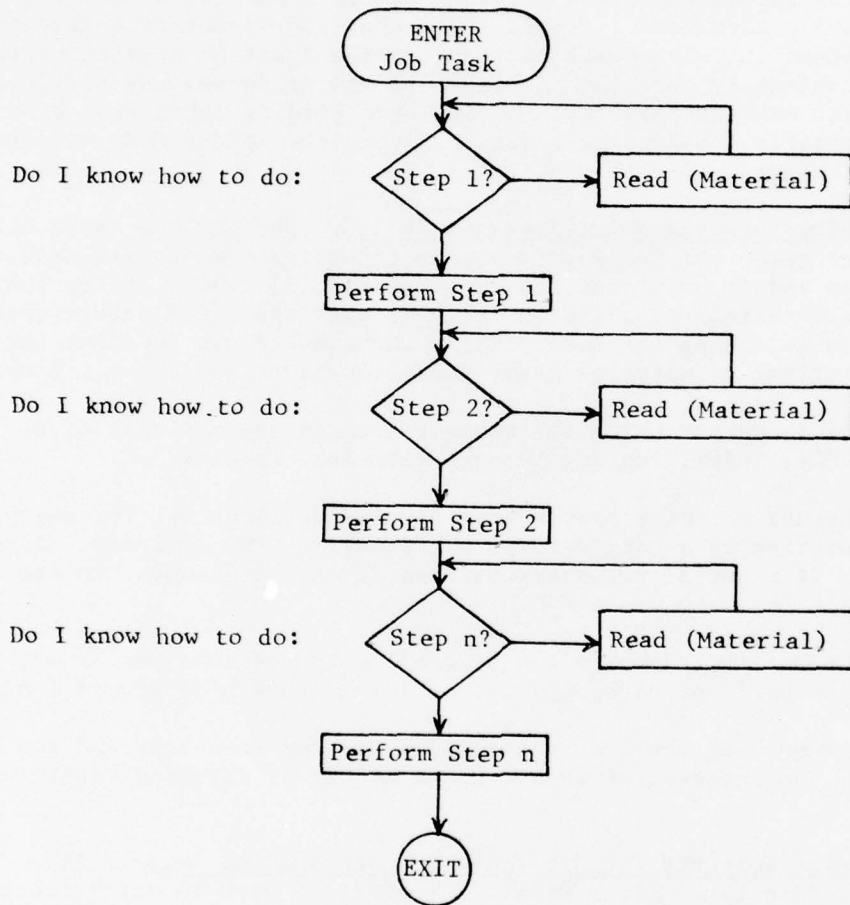 ENTER
Job Task
Do I know how to do:
Step 1?
Read (Material)
Perform Step 1
Do I know how to do:
Step 2?
Read (Material)
Perform Step 2
Do I know how to do:
Step n?
Read (Material)
Perform Step n
EXIT